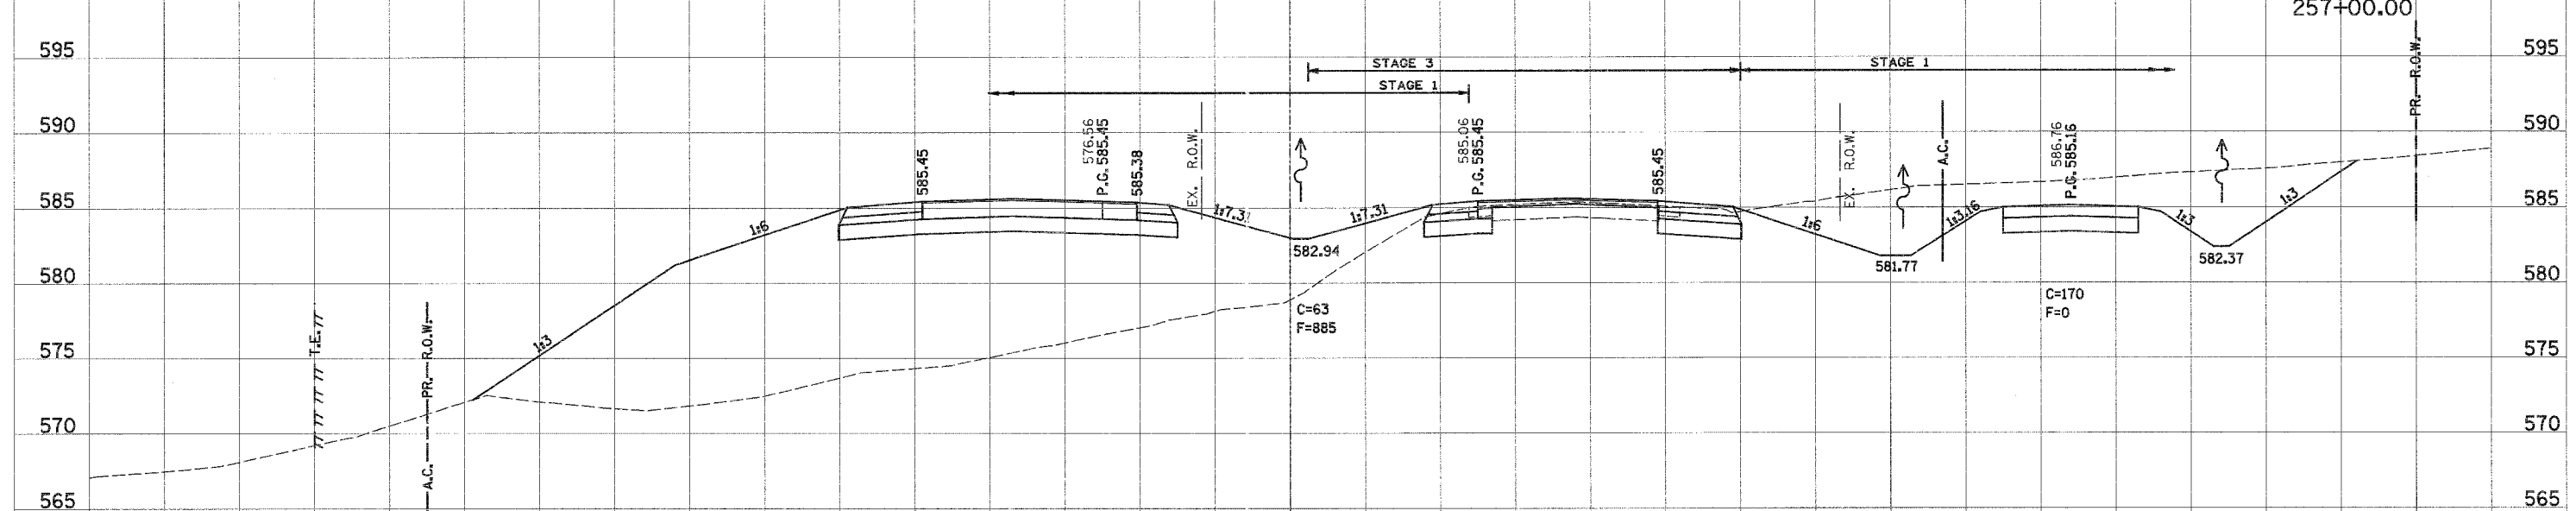 257+00.00
595
595
STAGE 3
STAGE 1
STAGE 1
590
590
576.56
P.G. 585.45
585.38
585.45
EX. R.O.W.
585.06
P.G. 585.45
585.45
EX. R.O.W.
A.C.
586.76
P.G. 585.16
PR. R.O.W.
585
585
1:6
1:7.31
1:7.31
1:6
1:3.16
1:3
1:3
582.94
581.77
582.37
580
580
C=63
F=885
C=170
F=0
1:3
575
575
T.E.
A.C. PR. R.O.W.
570
570
565
565